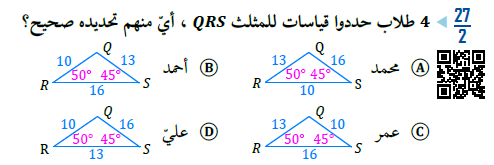 27/2 ◀ 4 طلاب حددوا قياسات للمثلث QRS ، أيّ منهم تحديده صحيح؟
A محمد
Q
13 16
50° 45°
R S
10
B أحمد
Q
10 13
50° 45°
R S
16
C عمر
Q
13 16
50° 45°
R S
10
D عليّ
Q
10 16
50° 45°
R S
13